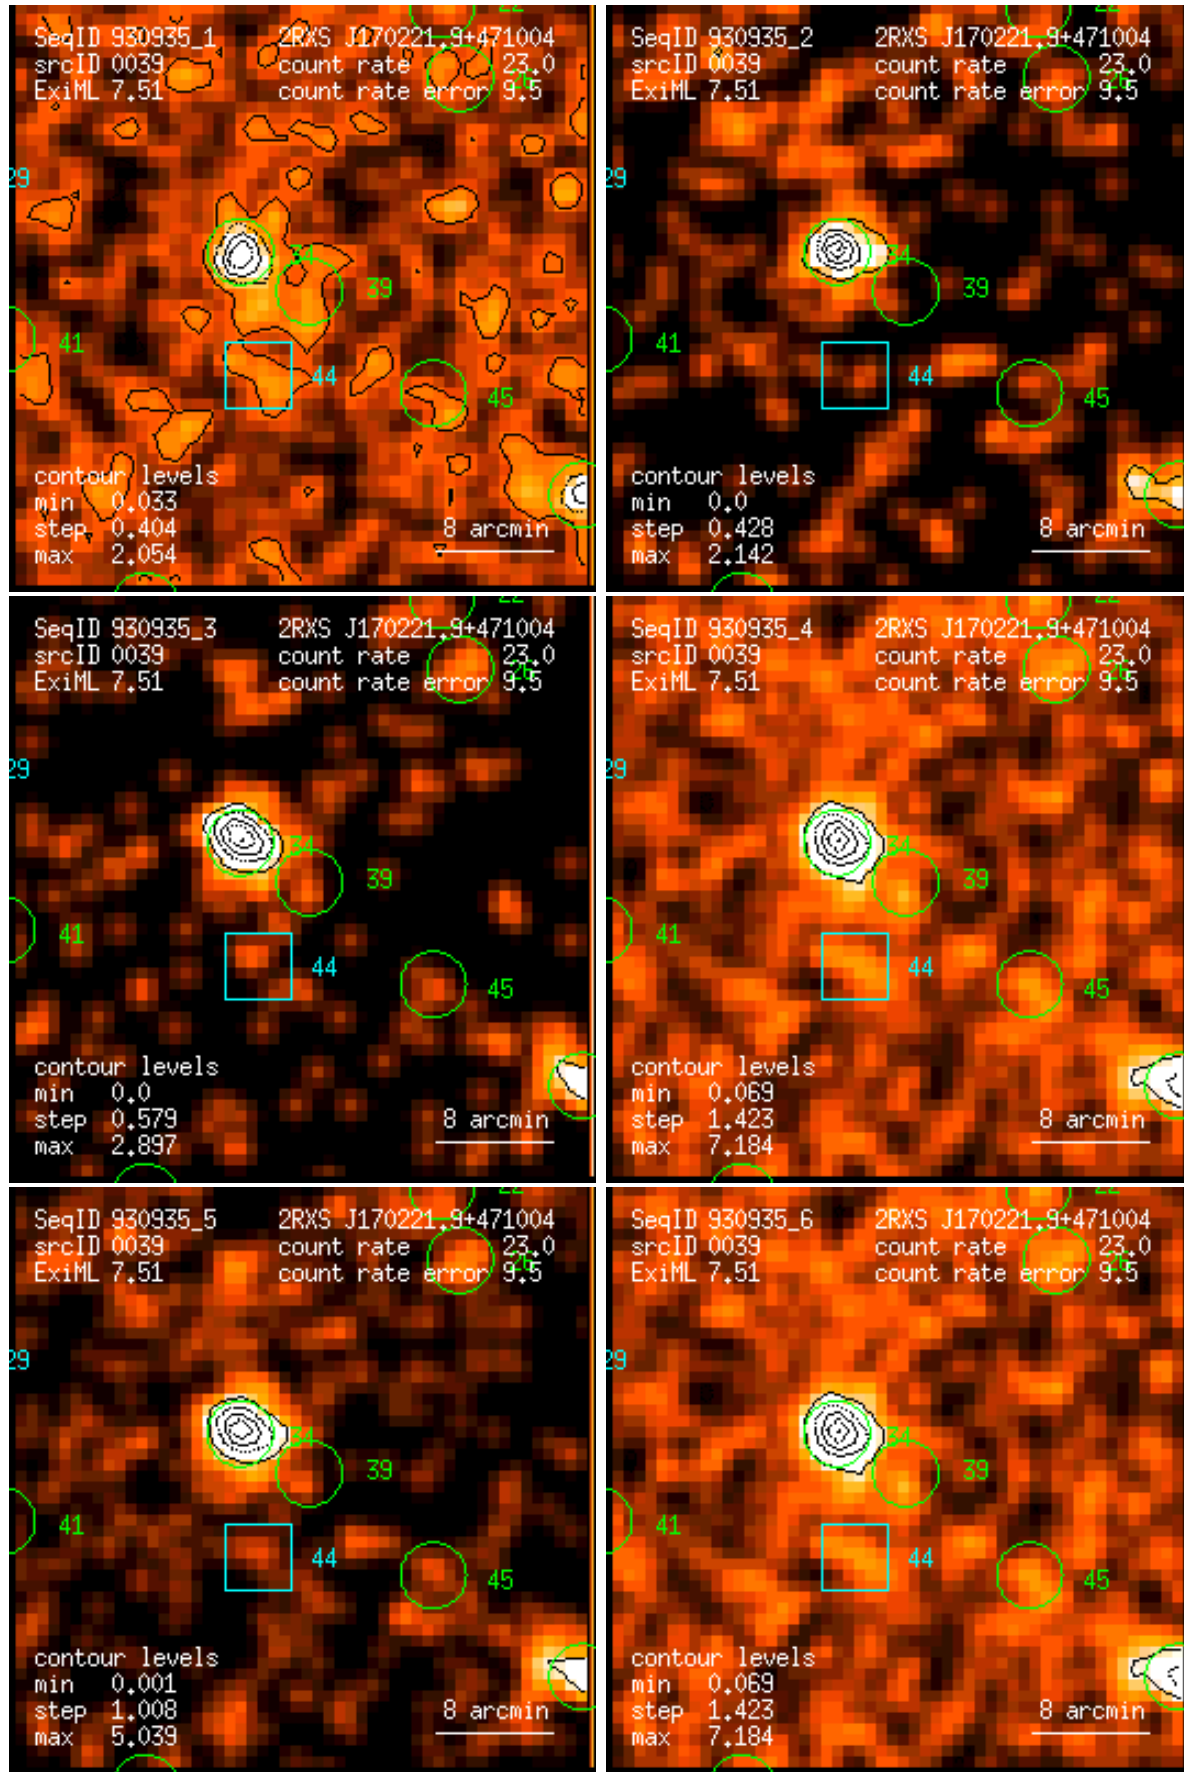 22
SeqID 930935_1 2RXS J170221.9+471004
srcID 0039 count rate 23.0
ExiML 7.51 count rate error 9.5
26
29
34
39
41
44
45
contour levels
min 0.033
step 0.404
max 2.054
8 arcmin
22
SeqID 930935_2 2RXS J170221.9+471004
srcID 0039 count rate 23.0
ExiML 7.51 count rate error 9.5
26
29
34
39
41
44
45
contour levels
min 0.0
step 0.428
max 2.142
8 arcmin
22
SeqID 930935_3 2RXS J170221.9+471004
srcID 0039 count rate 23.0
ExiML 7.51 count rate error 9.5
26
29
34
39
41
44
45
contour levels
min 0.0
step 0.579
max 2.897
8 arcmin
22
SeqID 930935_4 2RXS J170221.9+471004
srcID 0039 count rate 23.0
ExiML 7.51 count rate error 9.5
26
29
34
39
41
44
45
contour levels
min 0.069
step 1.423
max 7.184
8 arcmin
22
SeqID 930935_5 2RXS J170221.9+471004
srcID 0039 count rate 23.0
ExiML 7.51 count rate error 9.5
26
29
34
39
41
44
45
contour levels
min 0.001
step 1.008
max 5.039
8 arcmin
22
SeqID 930935_6 2RXS J170221.9+471004
srcID 0039 count rate 23.0
ExiML 7.51 count rate error 9.5
26
29
34
39
41
44
45
contour levels
min 0.069
step 1.423
max 7.184
8 arcmin